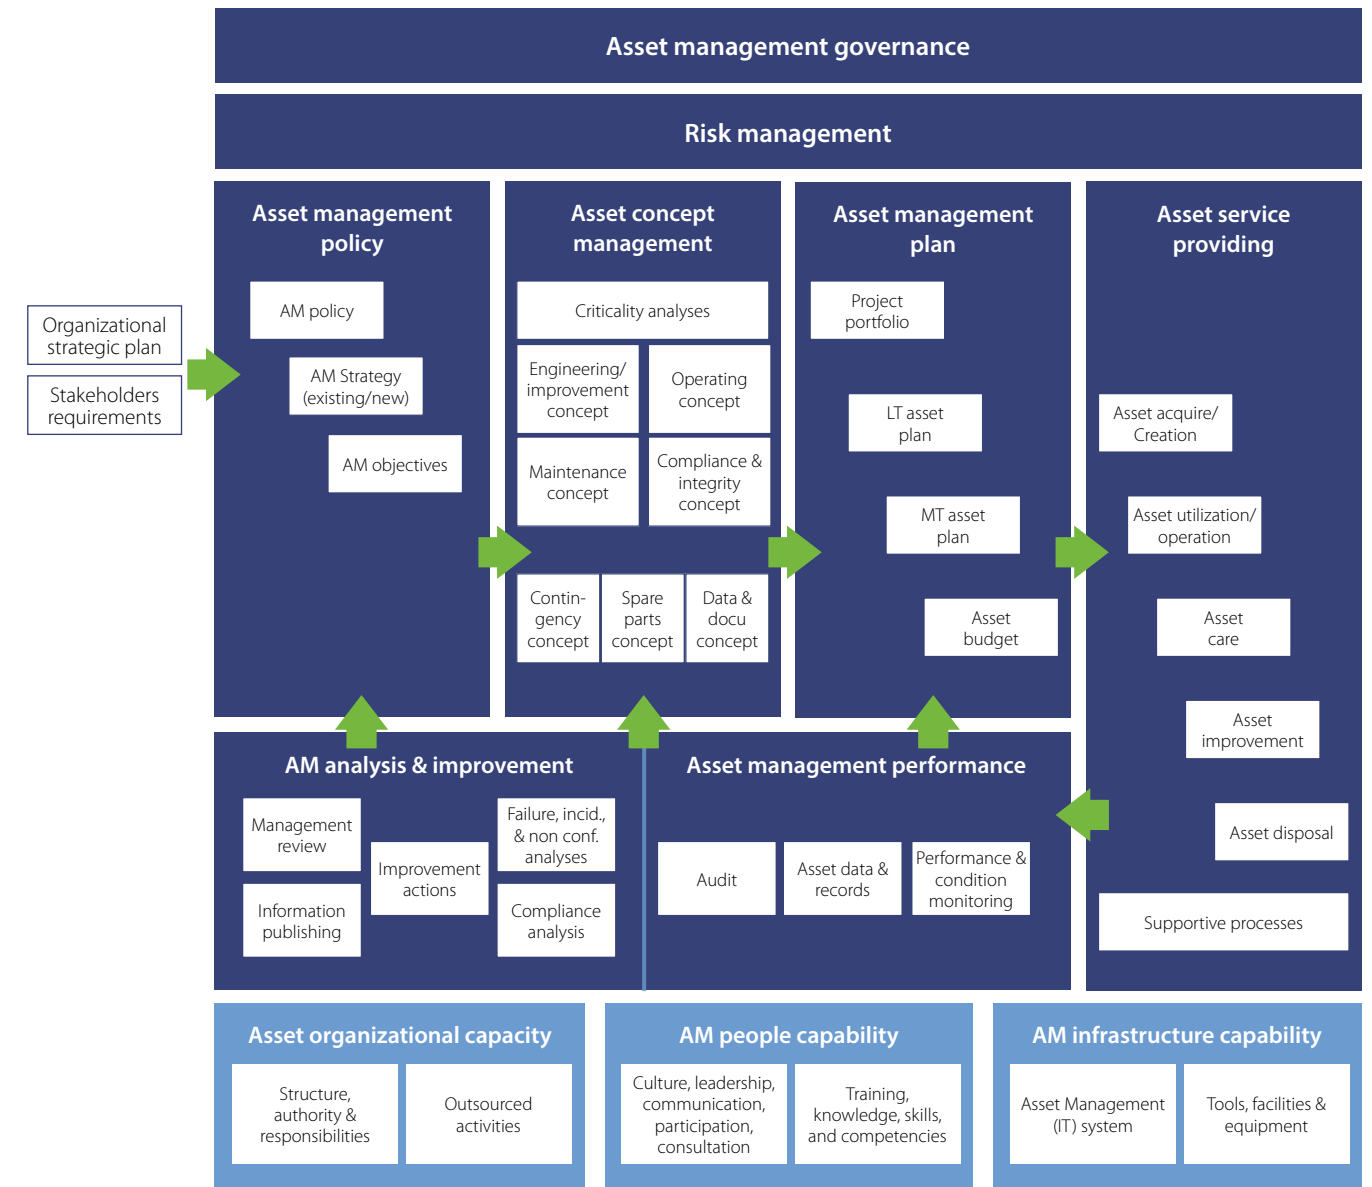 Asset management governance
Risk management
Organizational
strategic plan
Stakeholders
requirements
Asset management
policy
AM policy
AM Strategy
(existing/new)
AM objectives
Asset concept
management
Criticality analyses
Engineering/
improvement
concept
Operating
concept
Maintenance
concept
Compliance &
integrity
concept
Contin-
gency
concept
Spare
parts
concept
Data &
docu
concept
Asset management
plan
Project
portfolio
LT asset
plan
MT asset
plan
Asset
budget
Asset service
providing
Asset acquire/
Creation
Asset utilization/
operation
Asset
care
Asset
improvement
Asset disposal
Supportive processes
AM analysis & improvement
Management
review
Information
publishing
Improvement
actions
Failure, incid.,
& non conf.
analyses
Compliance
analysis
Asset management performance
Audit
Asset data &
records
Performance &
condition
monitoring
Asset organizational capacity
Structure,
authority &
responsibilities
Outsourced
activities
AM people capability
Culture, leadership,
communication,
participation,
consultation
Training,
knowledge, skills,
and competencies
AM infrastructure capability
Asset Management
(IT) system
Tools, facilities &
equipment